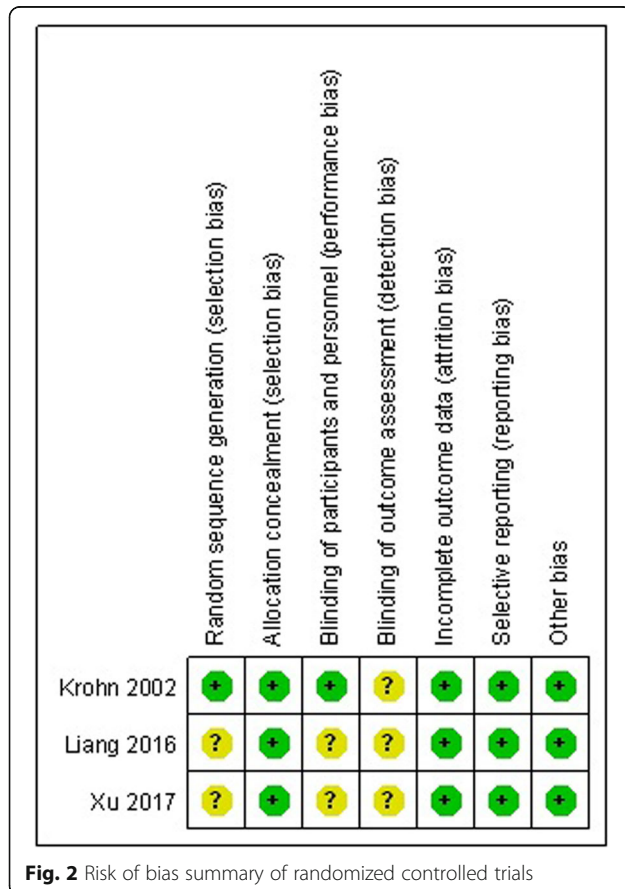 Random sequence generation (selection bias)
Allocation concealment (selection bias)
Blinding of participants and personnel (performance bias)
Blinding of outcome assessment (detection bias)
Incomplete outcome data (attrition bias)
Selective reporting (reporting bias)
Other bias
Krohn 2002 + + + ? + + +
Liang 2016 ? + ? ? + + +
Xu 2017 ? + ? ? + + +
Fig. 2 Risk of bias summary of randomized controlled trials